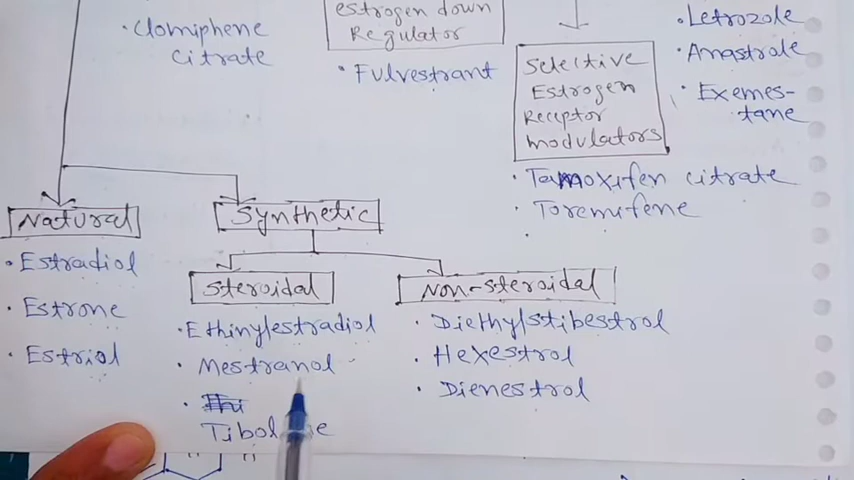 Clomiphene
citrate
estrogen down
Regulator
Fulvestrant
Selective
Estrogen
Receptor
modulators
Tamoxifen citrate
Toremifene
Letrozole
Anastrole
Exemes-
tane
Natural
Estradiol
Estrone
Estriol
Synthetic
Steroidal
Ethinylestradiol
Mestranol
Non-steroidal
Diethylstibestrol
Hexestrol
Dienestrol